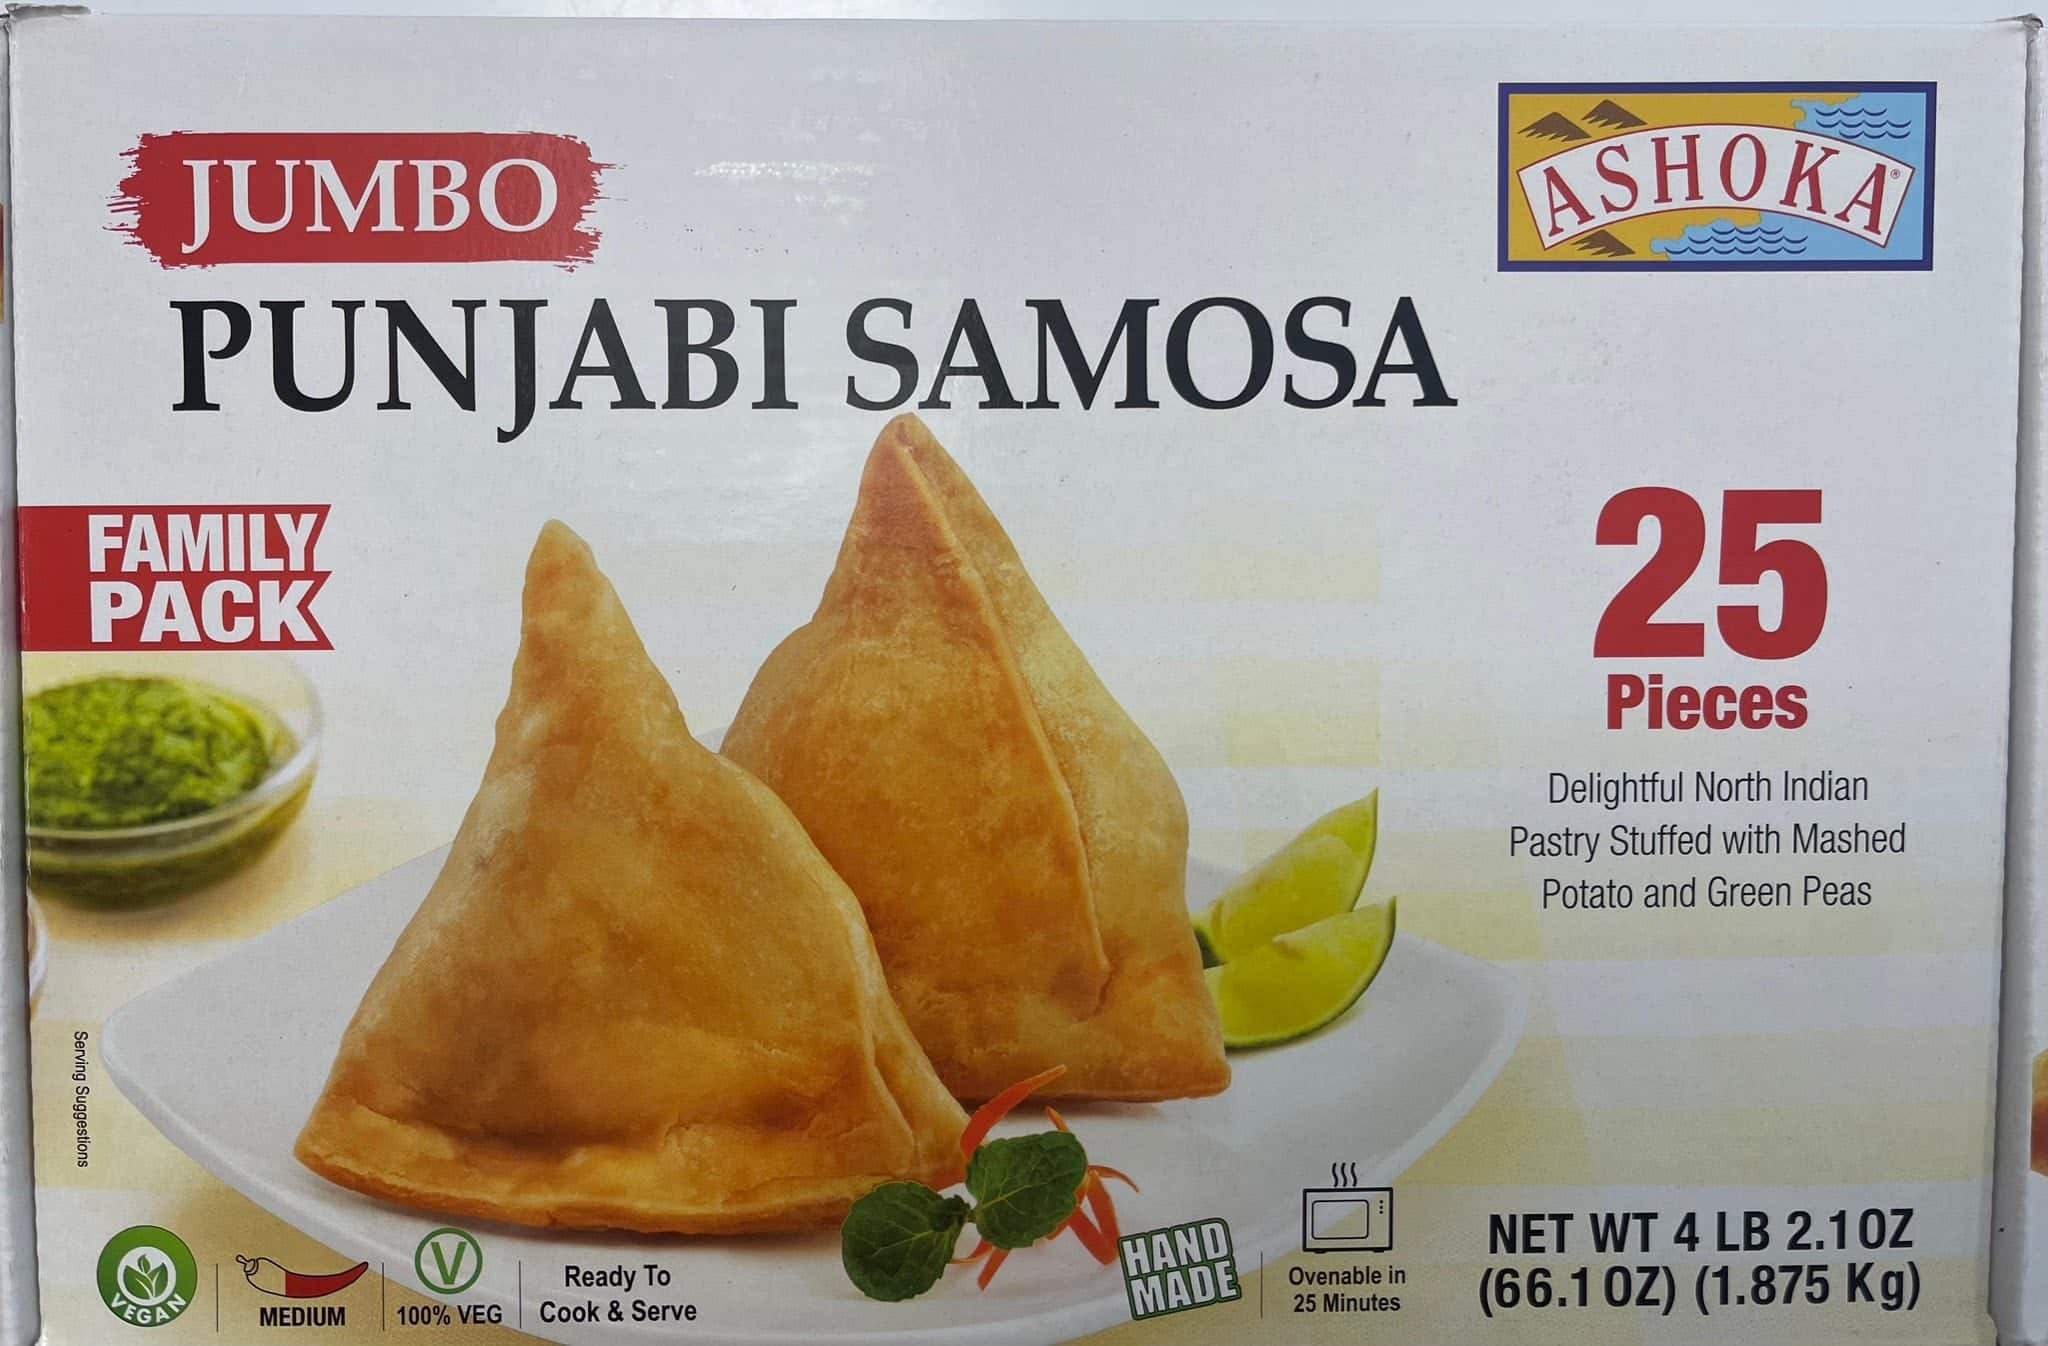 JUMBO
ASHOKA®
PUNJABI SAMOSA
FAMILY
PACK
25
Pieces
Delightful North Indian
Pastry Stuffed with Mashed
Potato and Green Peas
Serving Suggestions
VEGAN
MEDIUM
V
100% VEG
Ready To
Cook & Serve
HAND
MADE
Ovenable in
25 Minutes
NET WT 4 LB 2.1OZ
(66.1 OZ) (1.875 Kg)